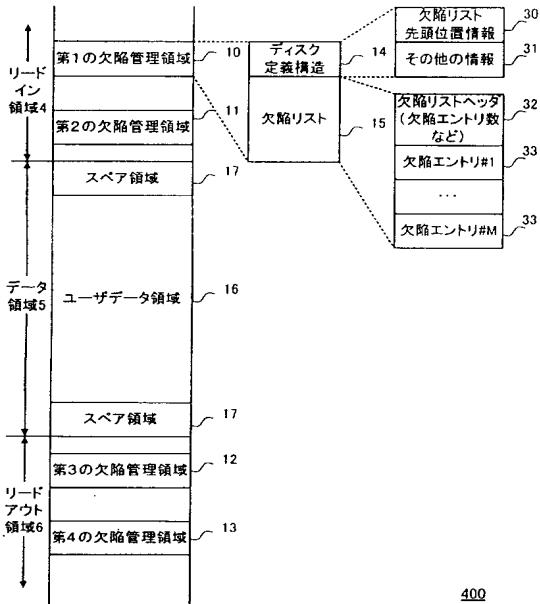 リード
イン
領域4
第1の欠陥管理領域
10
第2の欠陥管理領域
11
スペア領域
17
データ
領域5
ユーザデータ領域
16
スペア領域
17
リード
アウト
領域6
第3の欠陥管理領域
12
第4の欠陥管理領域
13
ディスク
定義構造
14
欠陥リスト
15
欠陥リスト
先頭位置情報
30
その他の情報
31
欠陥リストヘッダ
(欠陥エントリ数
など)
32
欠陥エントリ#1
33
...
欠陥エントリ#M
33
400